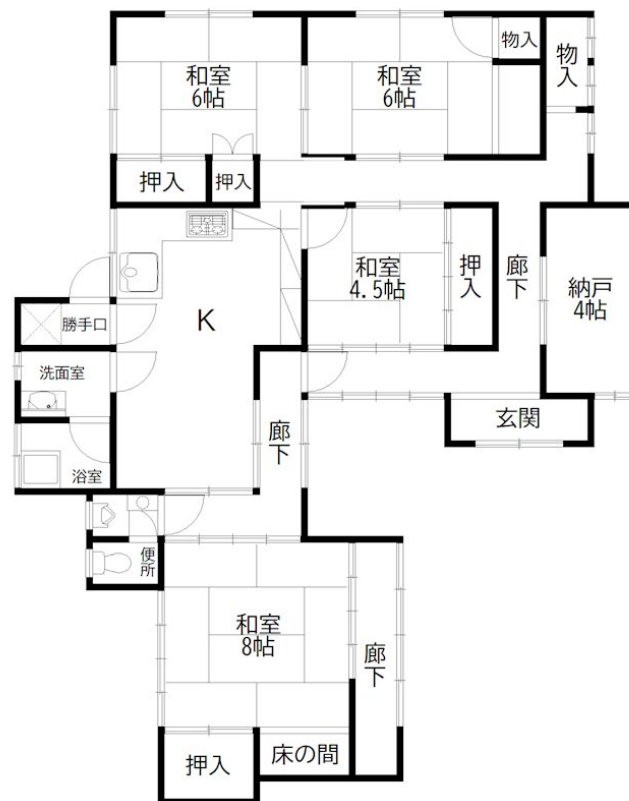 物入
和室
6帖
和室
6帖
物入
押入
押入
和室
4.5帖
押入
廊下
納戸
4帖
K
勝手口
洗面室
玄関
廊下
浴室
便所
和室
8帖
廊下
押入
床の間